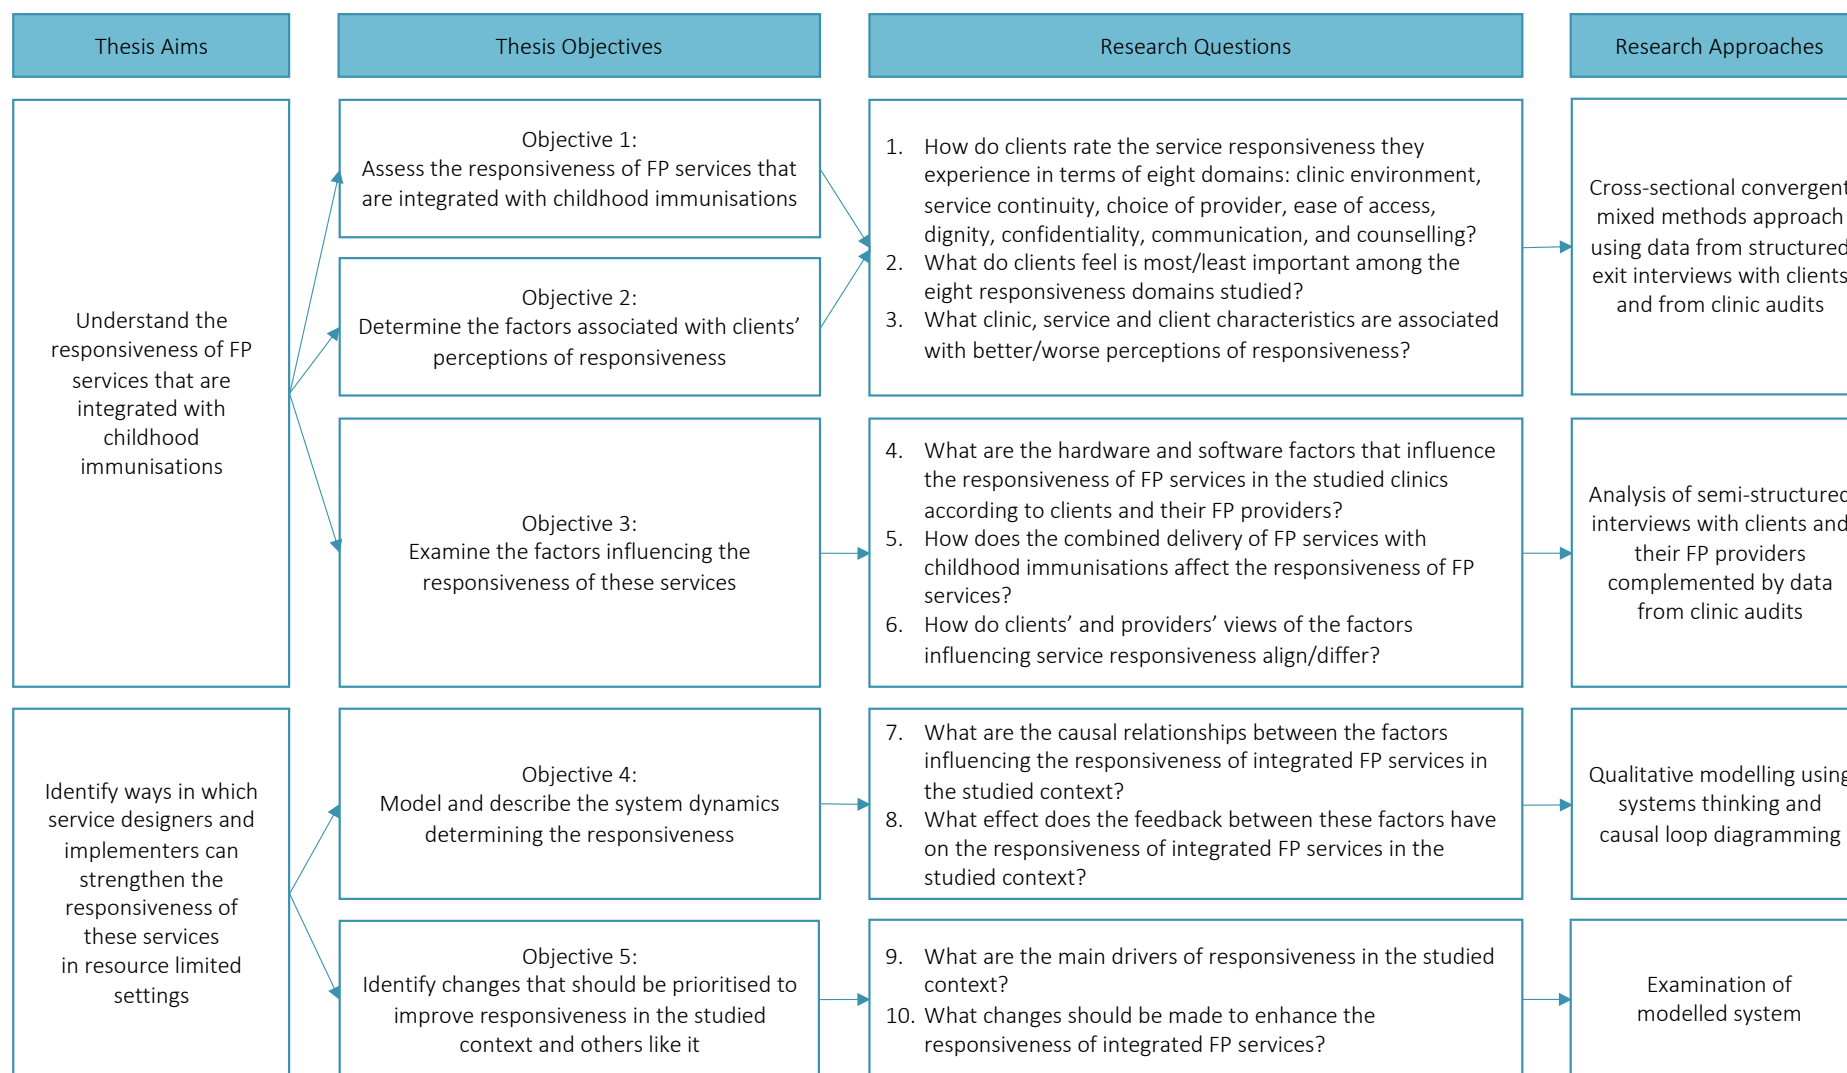 Thesis Aims
Thesis Objectives
Research Questions
Research Approaches
Understand the
responsiveness of FP
services that are
integrated with
childhood
immunisations
Objective 1:
Assess the responsiveness of FP services that
are integrated with childhood immunisations
Objective 2:
Determine the factors associated with clients’
perceptions of responsiveness
1. How do clients rate the service responsiveness they
experience in terms of eight domains: clinic environment,
service continuity, choice of provider, ease of access,
dignity, confidentiality, communication, and counselling?
2. What do clients feel is most/least important among the
eight responsiveness domains studied?
3. What clinic, service and client characteristics are associated
with better/worse perceptions of responsiveness?
Cross-sectional convergent
mixed methods approach
using data from structured
exit interviews with clients
and from clinic audits
Objective 3:
Examine the factors influencing the
responsiveness of these services
4. What are the hardware and software factors that influence
the responsiveness of FP services in the studied clinics
according to clients and their FP providers?
5. How does the combined delivery of FP services with
childhood immunisations affect the responsiveness of FP
services?
6. How do clients’ and providers’ views of the factors
influencing service responsiveness align/differ?
Analysis of semi-structured
interviews with clients and
their FP providers
complemented by data
from clinic audits
Identify ways in which
service designers and
implementers can
strengthen the
responsiveness of
these services
in resource limited
settings
Objective 4:
Model and describe the system dynamics
determining the responsiveness
7. What are the causal relationships between the factors
influencing the responsiveness of integrated FP services in
the studied context?
8. What effect does the feedback between these factors have
on the responsiveness of integrated FP services in the
studied context?
Qualitative modelling using
systems thinking and
causal loop diagramming
Objective 5:
Identify changes that should be prioritised to
improve responsiveness in the studied
context and others like it
9. What are the main drivers of responsiveness in the studied
context?
10. What changes should be made to enhance the
responsiveness of integrated FP services?
Examination of
modelled system